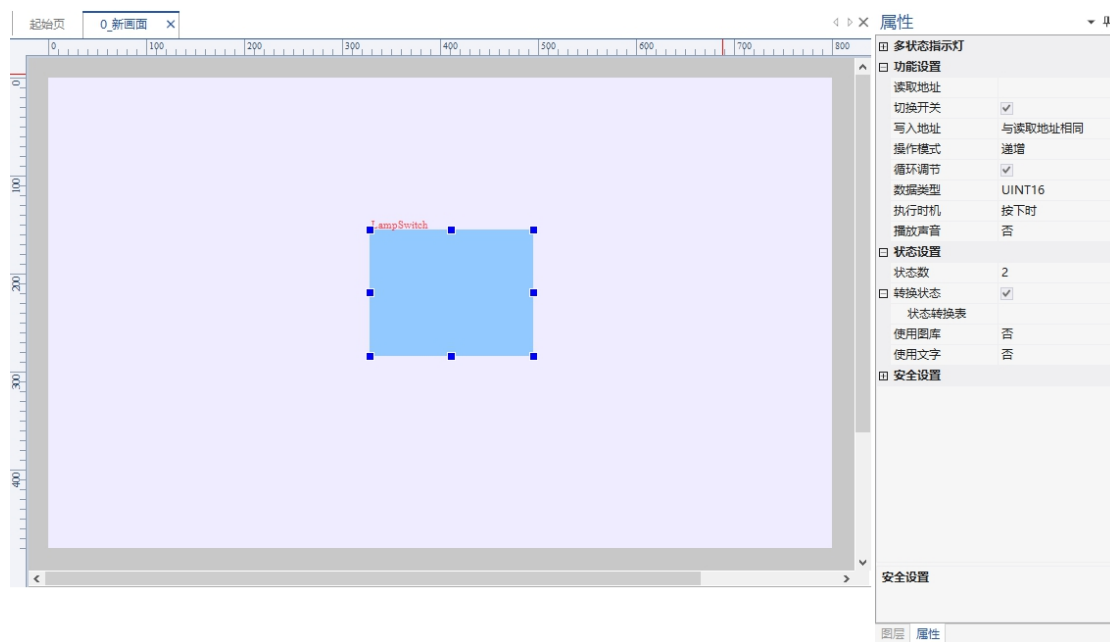 起始页 0_新画面
0 100 200 300 400 500 600 700 800
0
100
200
300
400
LampSwitch
属性
多状态指示灯
功能设置
读取地址
切换开关
写入地址 与读取地址相同
操作模式 递增
循环调节
数据类型 UINT16
执行时机 按下时
播放声音 否
状态设置
状态数 2
转换状态
状态转换表
使用图库 否
使用文字 否
安全设置
安全设置
图层 属性